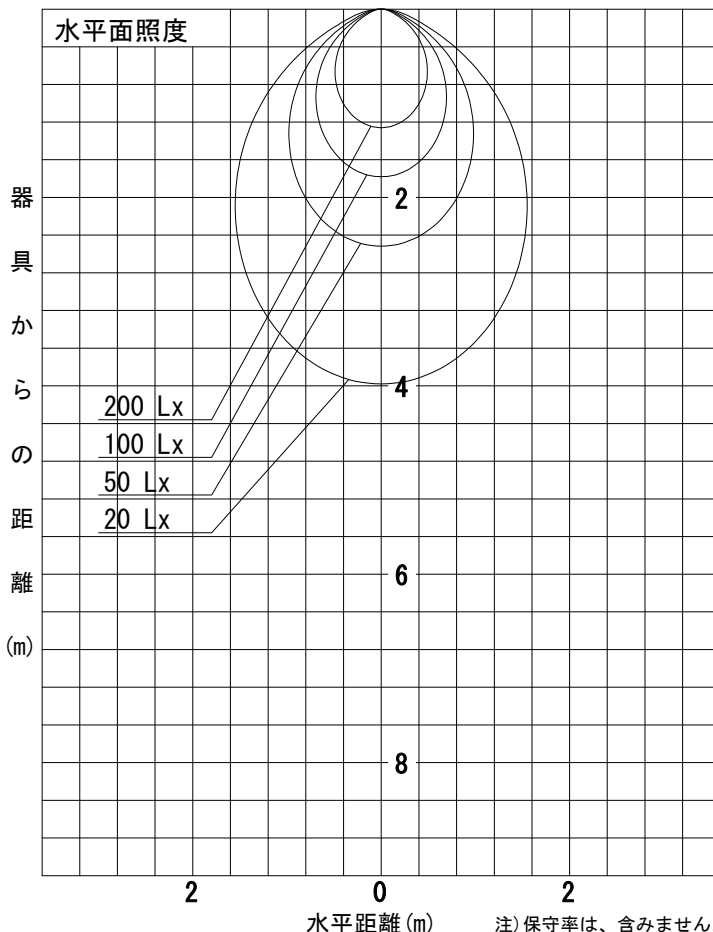 水平面照度
器具からの距離(m)
2
4
6
8
200 Lx
100 Lx
50 Lx
20 Lx
2 0 2
水平距離(m)
注)保守率は、含みません